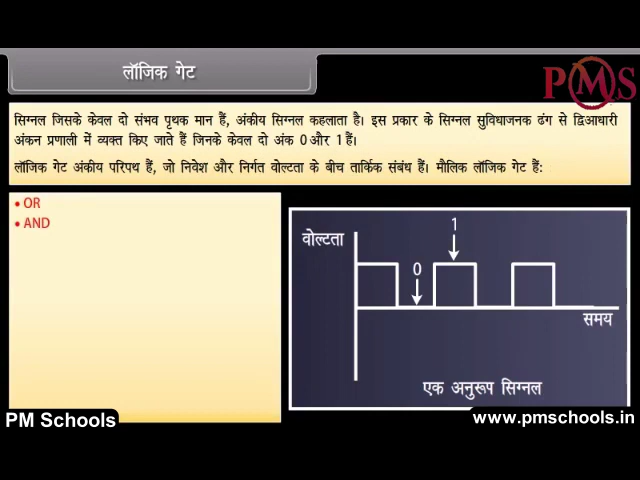 लॉजिक गेट
PMS
सिग्नल जिसके केवल दो संभव पृथक मान हैं, अंकीय सिग्नल कहलाता है। इस प्रकार के सिग्नल सुविधाजनक ढंग से द्विआधारी
अंकन प्रणाली में व्यक्त किए जाते हैं जिनके केवल दो अंक 0 और 1 हैं।
लॉजिक गेट अंकीय परिपथ हैं, जो निवेश और निर्गत वोल्टता के बीच तार्किक संबंध हैं। मौलिक लॉजिक गेट हैं:
• OR
• AND
वोल्टता
1
0
समय
एक अनुरूप सिग्नल
PM Schools
www.pmschools.in